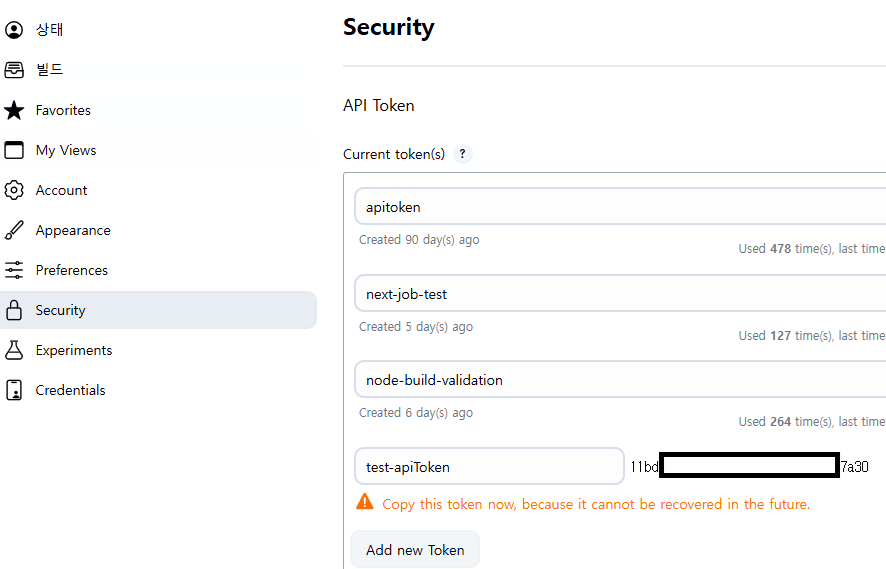 상태
빌드
Favorites
My Views
Account
Appearance
Preferences
Security
Experiments
Credentials
Security
API Token
Current token(s) ?
apitoken
Created 90 day(s) ago
Used 478 time(s), last time
next-job-test
Created 5 day(s) ago
Used 127 time(s), last time
node-build-validation
Created 6 day(s) ago
Used 264 time(s), last time
test-apiToken 11bd 7a30
Copy this token now, because it cannot be recovered in the future.
Add new Token